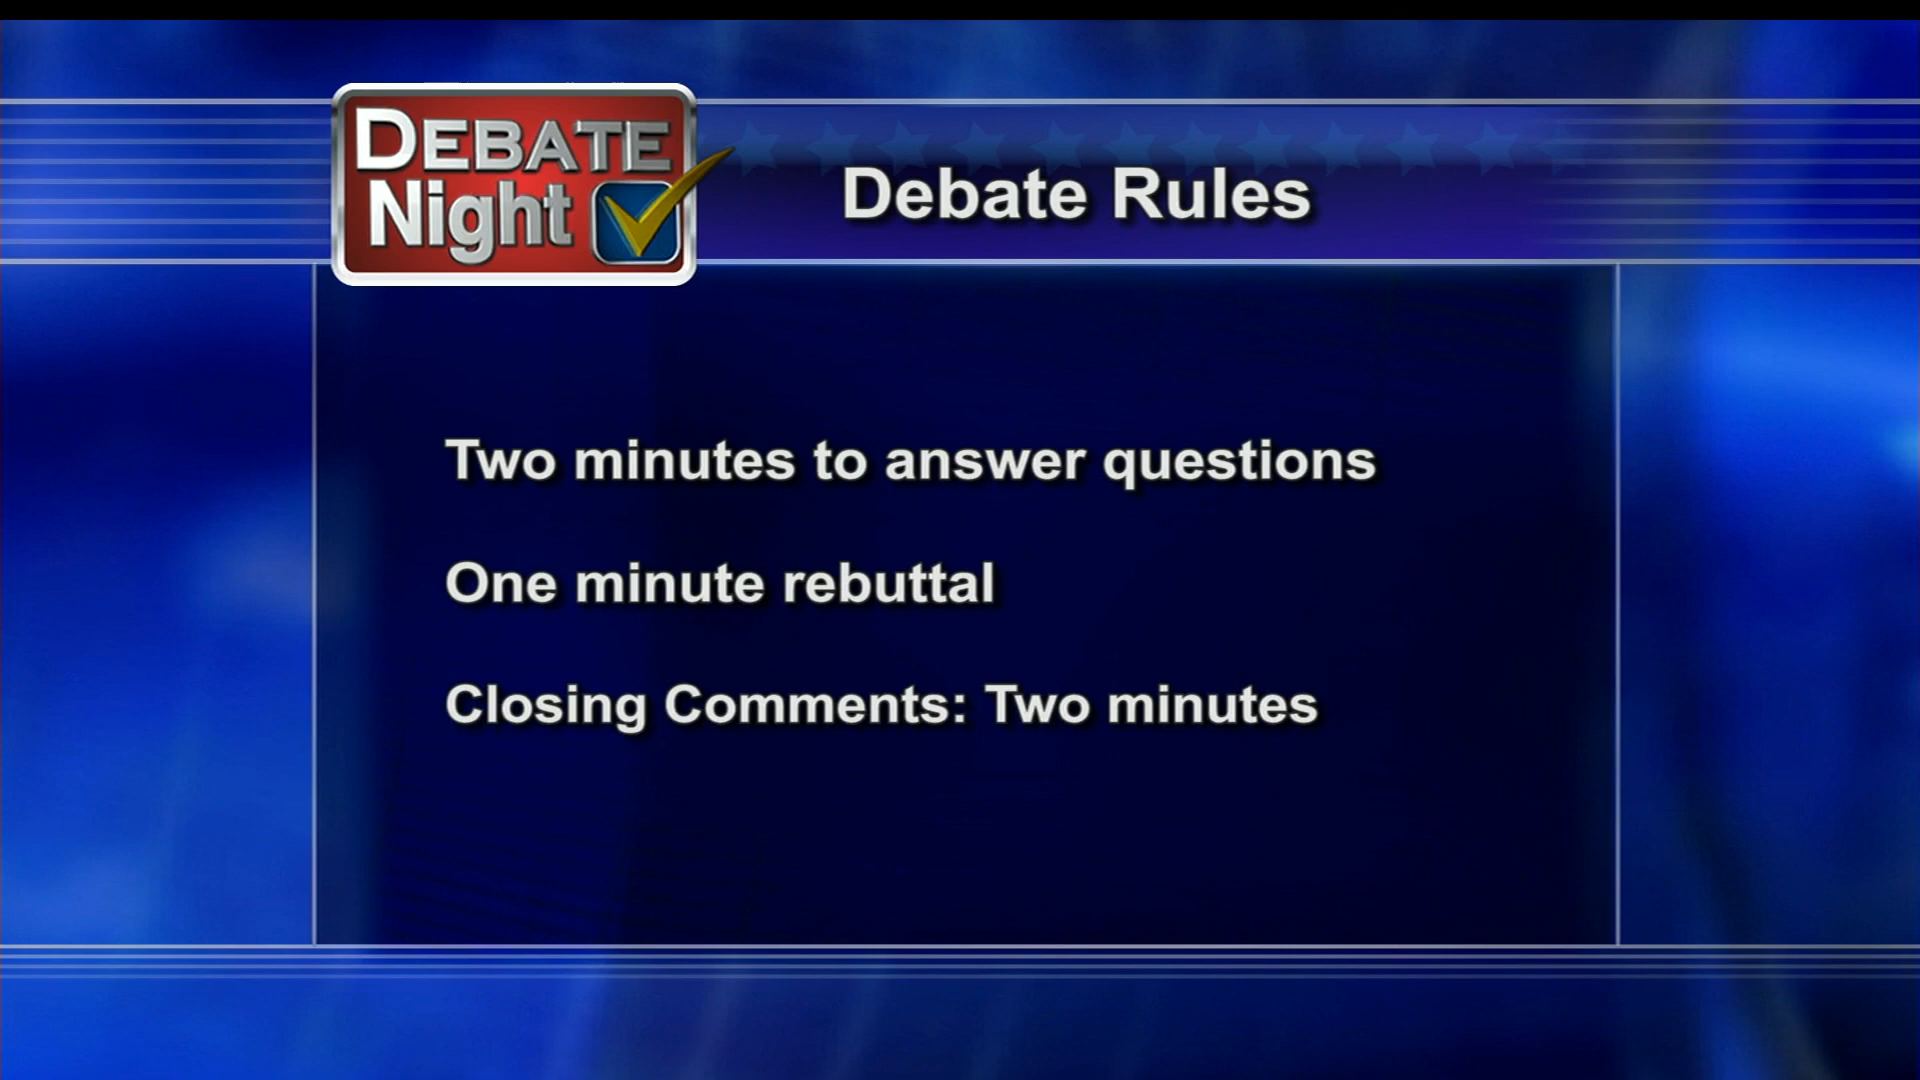 DEBATE
Night
Debate Rules
Two minutes to answer questions
One minute rebuttal
Closing Comments: Two minutes